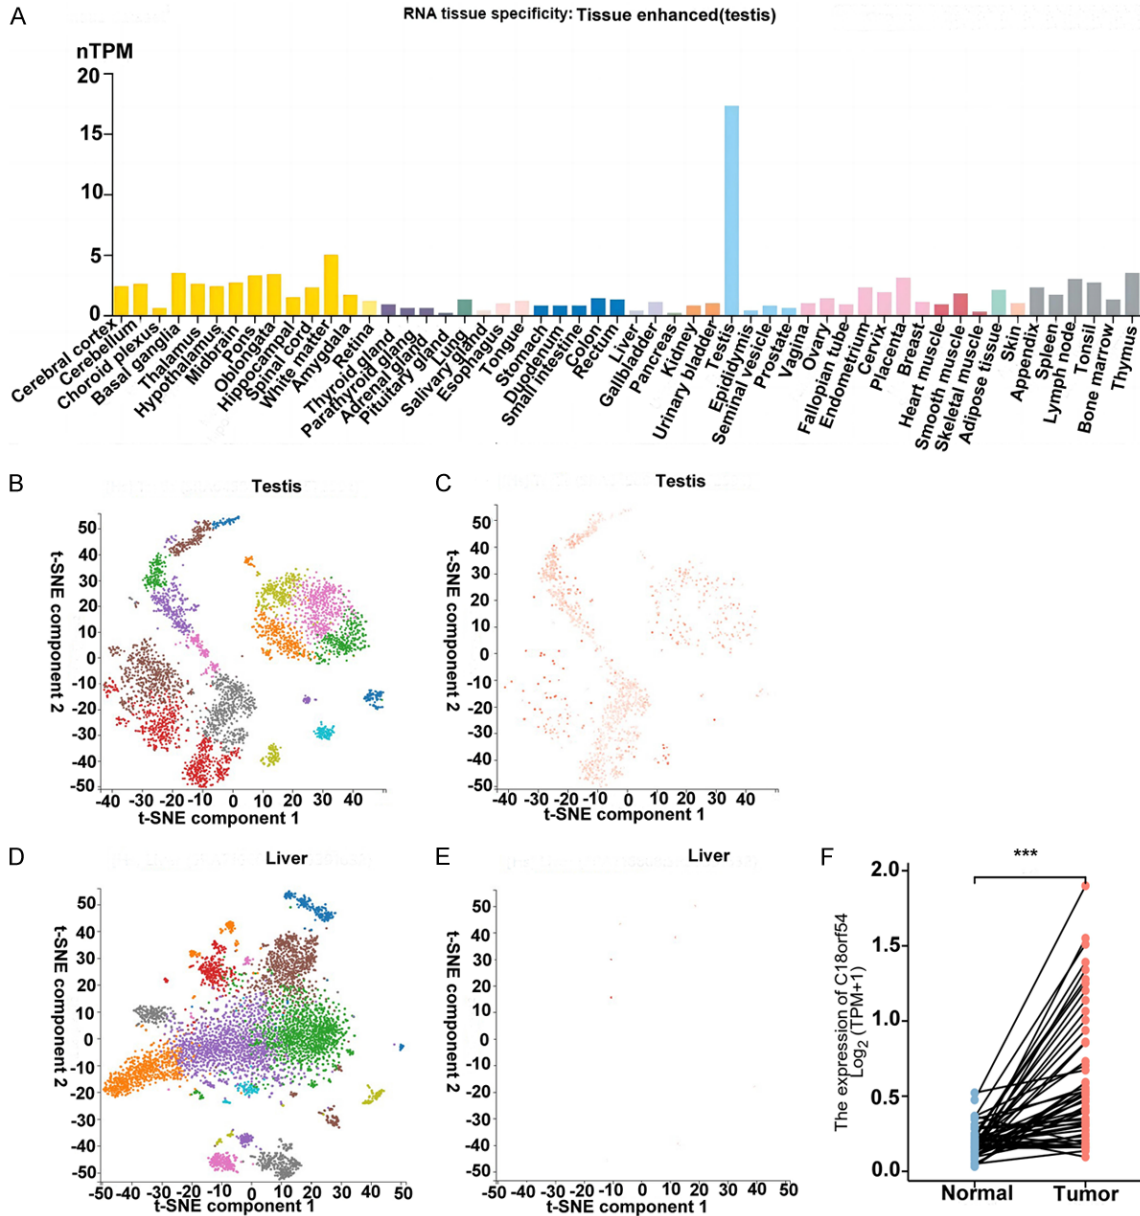 A
RNA tissue specificity: Tissue enhanced(testis)
nTPM
20
15
10
5
0
Cerebral cortex
Cerebellum
Choroid plexus
Basal ganglia
Thalamus
Hypothalamus
Midbrain
Pons
Oblongata
Hippocampal
Spinal cord
White matter
Amygdala
Retina
Thyroid gland
Parathyroid glang
Adrenal gland
Pituitary gland
Lung
Salivary gland
Esophagus
Tongue
Stomach
Dupdenum
Small intestine
Colon
Rectum
Liver
Gallbladder
Pancreas
Kidney
Urinary bladder
Testis
Epididynis
Seminal vesicle
Prostate
Vagina
Ovary
Fallopian tube
Endometrium
Cervix
Placenta
Breast
Heart muscle
Smooth muscle
Skeletal muscle
Adipose tissue
Skin
Appendix
Spleen
Lymph node
Tonsil
Bone marrow
Thymus
B
Testis
50
40
30
20
10
0
-10
-20
-30
-40
-50
t-SNE component 2
-40 -30 -20 -10 0 10 20 30 40
t-SNE component 1
C
Testis
50
40
30
20
10
0
-10
-20
-30
-40
-50
t-SNE component 2
-40 -30 -20 -10 0 10 20 30 40
t-SNE component 1
D
Liver
50
40
30
20
10
0
-10
-20
-30
-40
-50
t-SNE component 2
-50 -40 -30 -20 -10 0 10 20 30 40 50
t-SNE component 1
E
Liver
50
40
30
20
10
0
-10
-20
-30
-40
-50
t-SNE component 2
-50 -40 -30 -20 -10 0 10 20 30 40 50
t-SNE component 1
F
***
The expression of C18orf54
Log2 (TPM+1)
2.0
1.5
1.0
0.5
0.0
Normal Tumor